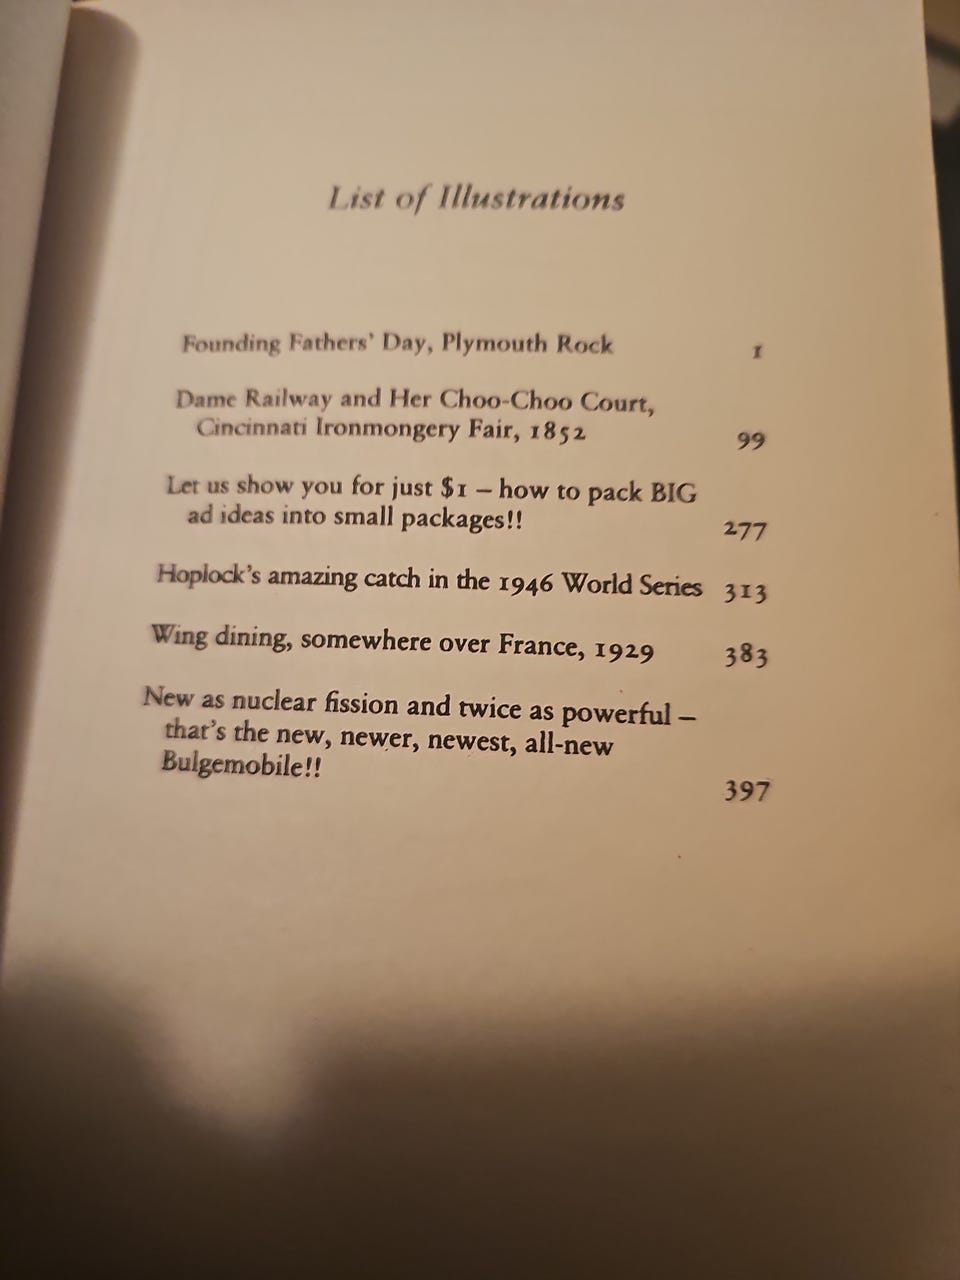 List of Illustrations
Founding Fathers' Day, Plymouth Rock 1
Dame Railway and Her Choo-Choo Court,
Cincinnati Ironmongery Fair, 1852 99
Let us show you for just $1 – how to pack BIG
ad ideas into small packages!! 277
Hoplock's amazing catch in the 1946 World Series 313
Wing dining, somewhere over France, 1929 383
New as nuclear fission and twice as powerful –
that's the new, newer, newest, all-new
Bulgemobile!! 397